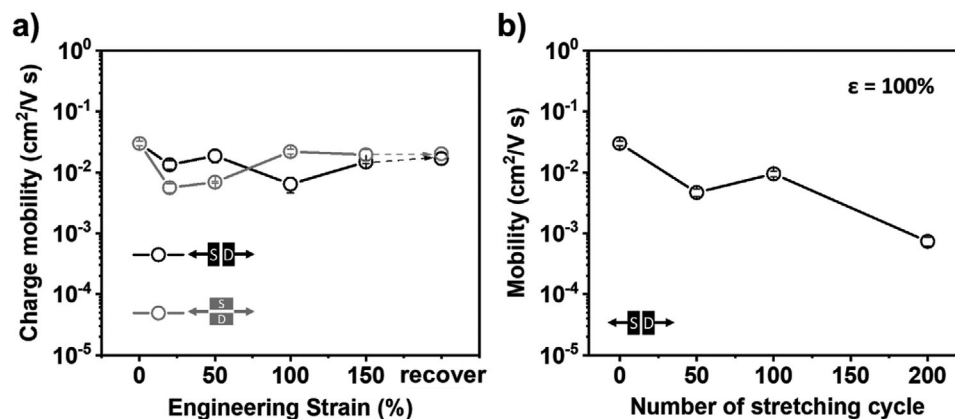 a)
Charge mobility (cm²/V s)
10⁰
10⁻¹
10⁻²
10⁻³
10⁻⁴
10⁻⁵
S D
S
D
0 50 100 150 recover
Engineering Strain (%)
b)
Mobility (cm²/V s)
10⁰
10⁻¹
10⁻²
10⁻³
10⁻⁴
10⁻⁵
ε = 100%
S D
0 50 100 150 200
Number of stretching cycle